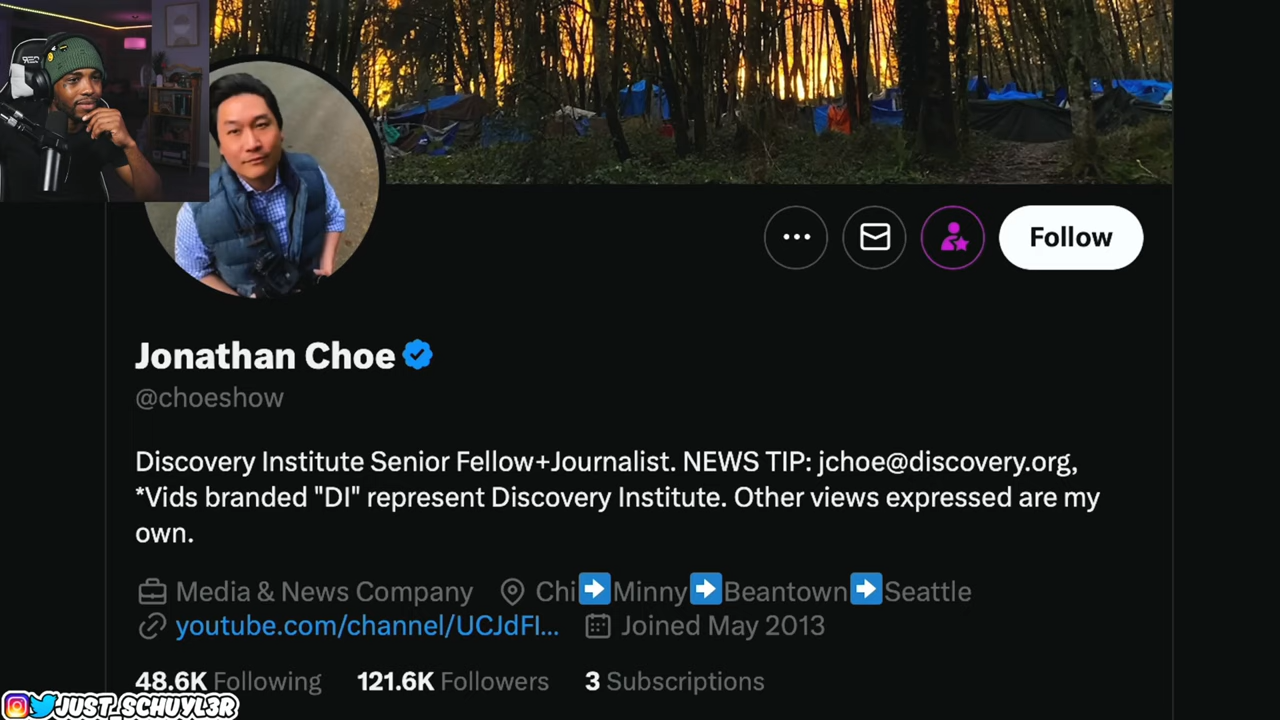 Follow
Jonathan Choe
@choeshow
Discovery Institute Senior Fellow+Journalist. NEWS TIP: jchoe@discovery.org,
*Vids branded "DI" represent Discovery Institute. Other views expressed are my
own.
Media & News Company Chi➡️Minny➡️Beantown➡️Seattle
youtube.com/channel/UCJdFI... Joined May 2013
48.6K Following 121.6K Followers 3 Subscriptions
JUST_SCHUYL3R